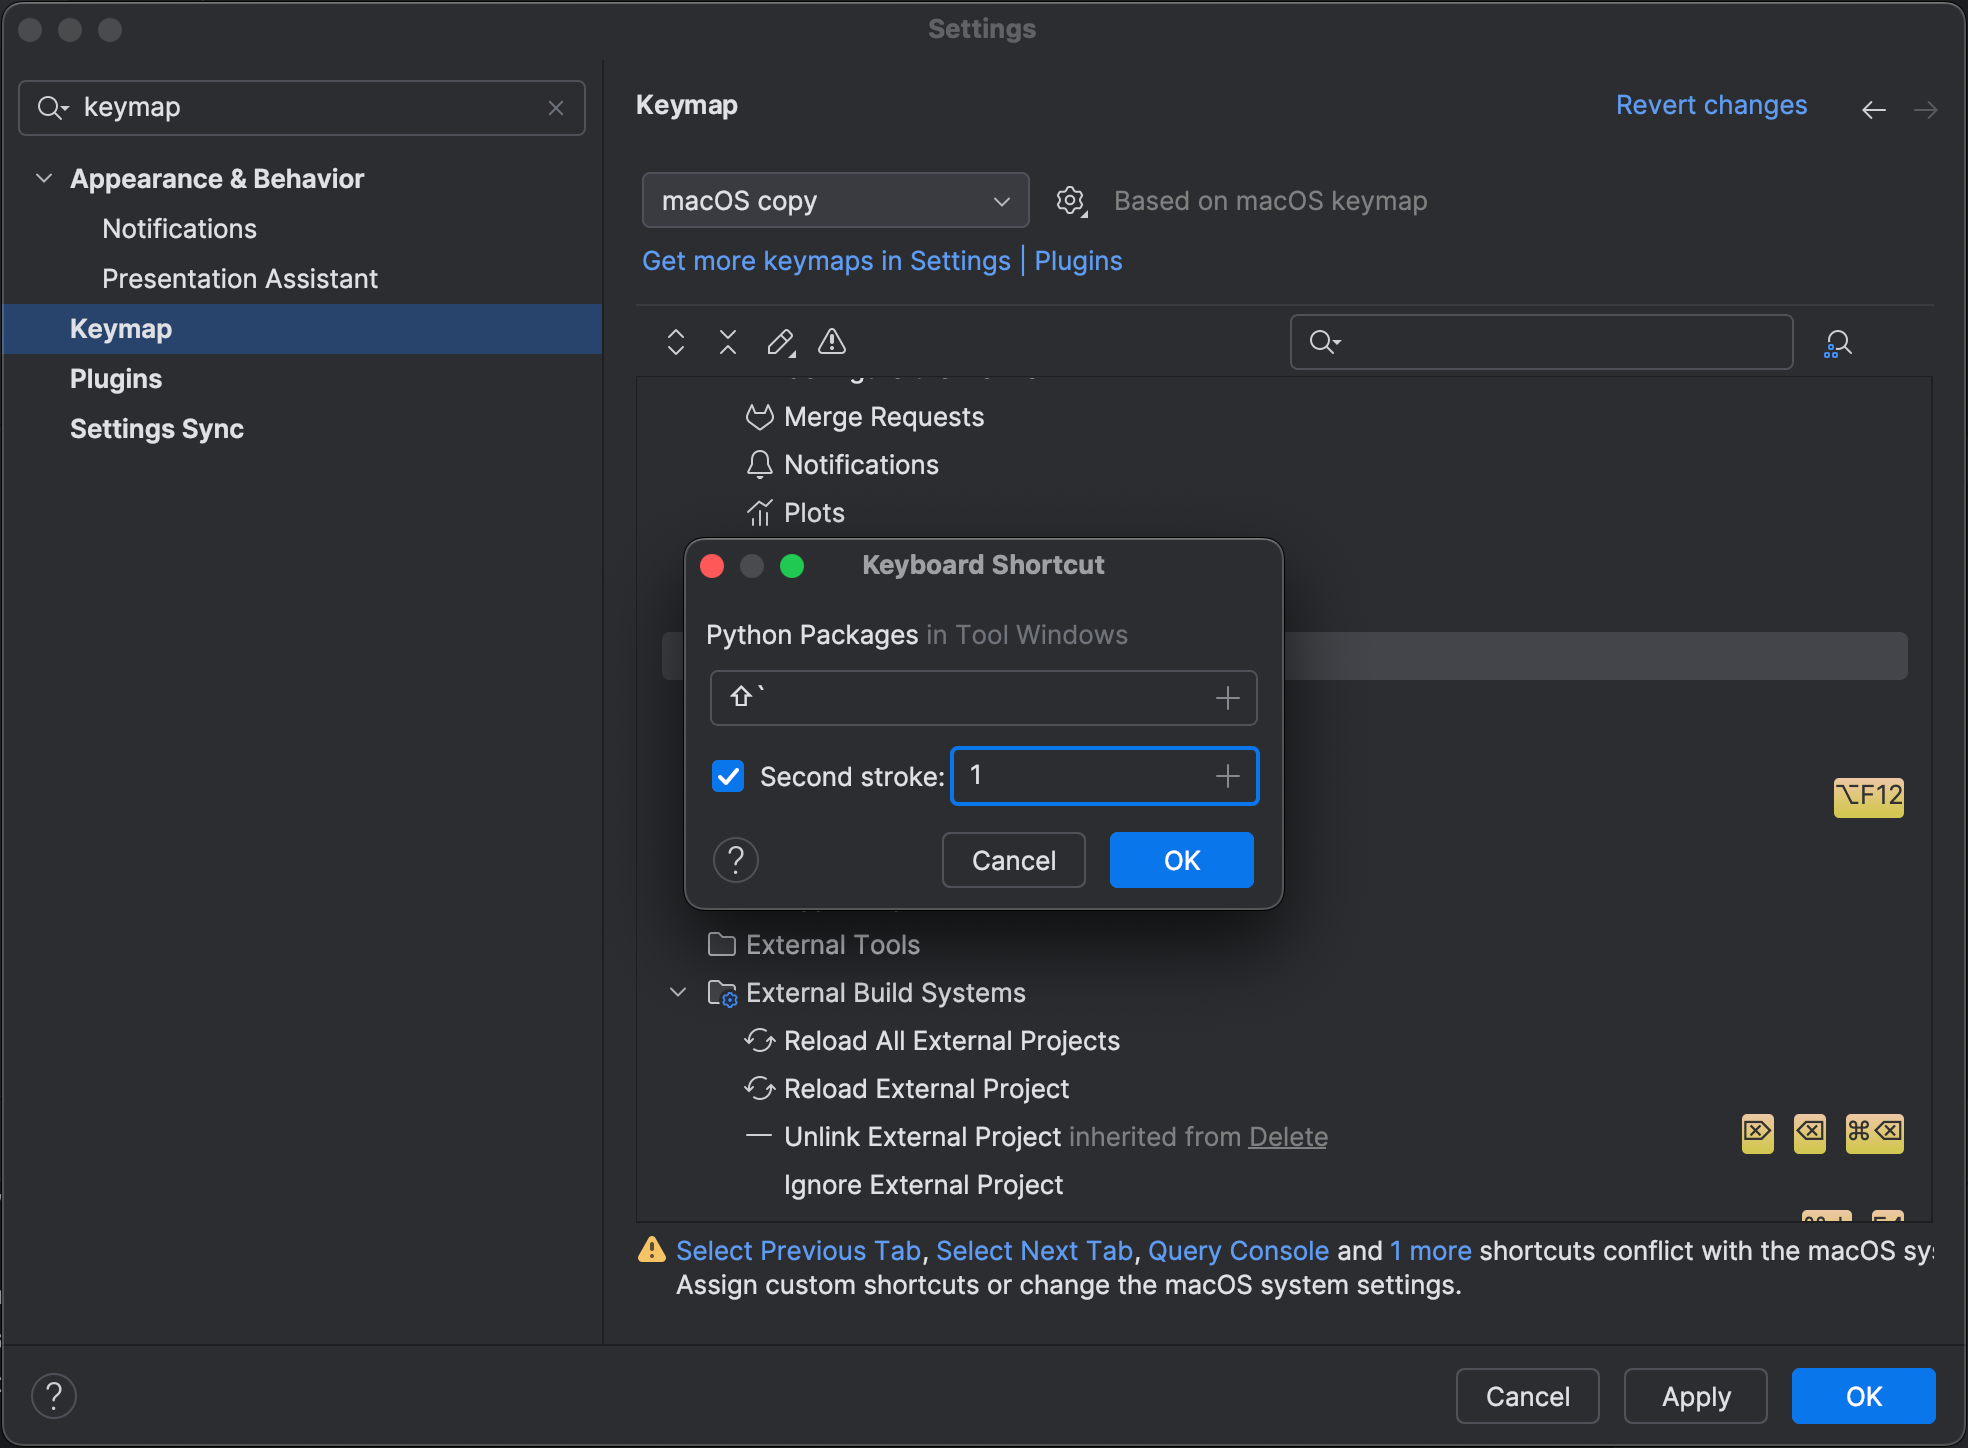 Settings
keymap
Appearance & Behavior
Notifications
Presentation Assistant
Keymap
Plugins
Settings Sync
Keymap
Revert changes
macOS copy
Based on macOS keymap
Get more keymaps in Settings | Plugins
Merge Requests
Notifications
Plots
Keyboard Shortcut
Python Packages in Tool Windows
⇧`
Second stroke: 1
? Cancel OK
⌥F12
External Tools
External Build Systems
Reload All External Projects
Reload External Project
Unlink External Project inherited from Delete ⌦ ⌫ ⌘⌫
Ignore External Project
Select Previous Tab, Select Next Tab, Query Console and 1 more shortcuts conflict with the macOS sy
Assign custom shortcuts or change the macOS system settings.
? Cancel Apply OK